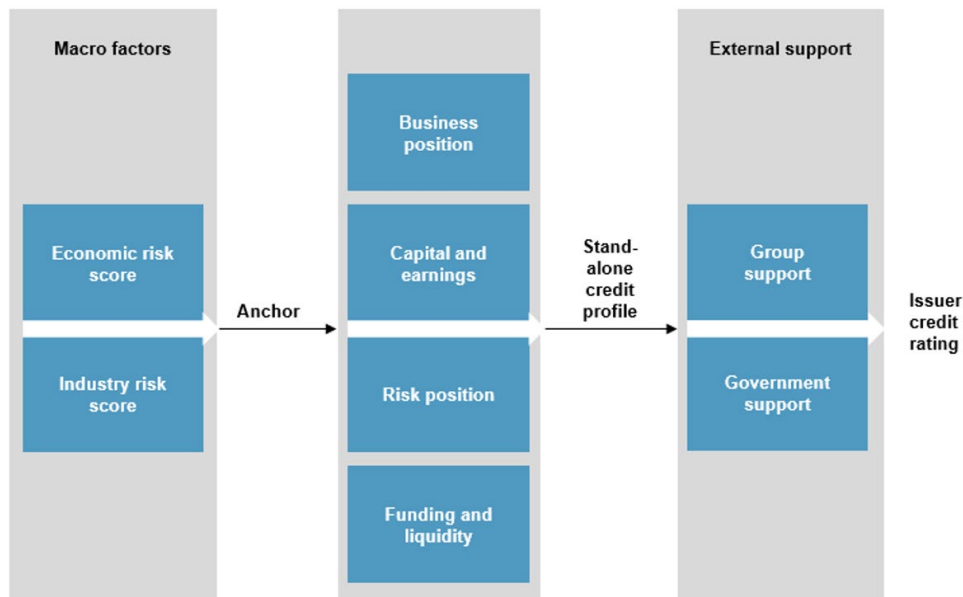 Macro factors
Economic risk
score
Industry risk
score
Anchor
Business
position
Capital and
earnings
Risk position
Funding and
liquidity
Stand-
alone
credit
profile
External support
Group
support
Government
support
Issuer
credit
rating